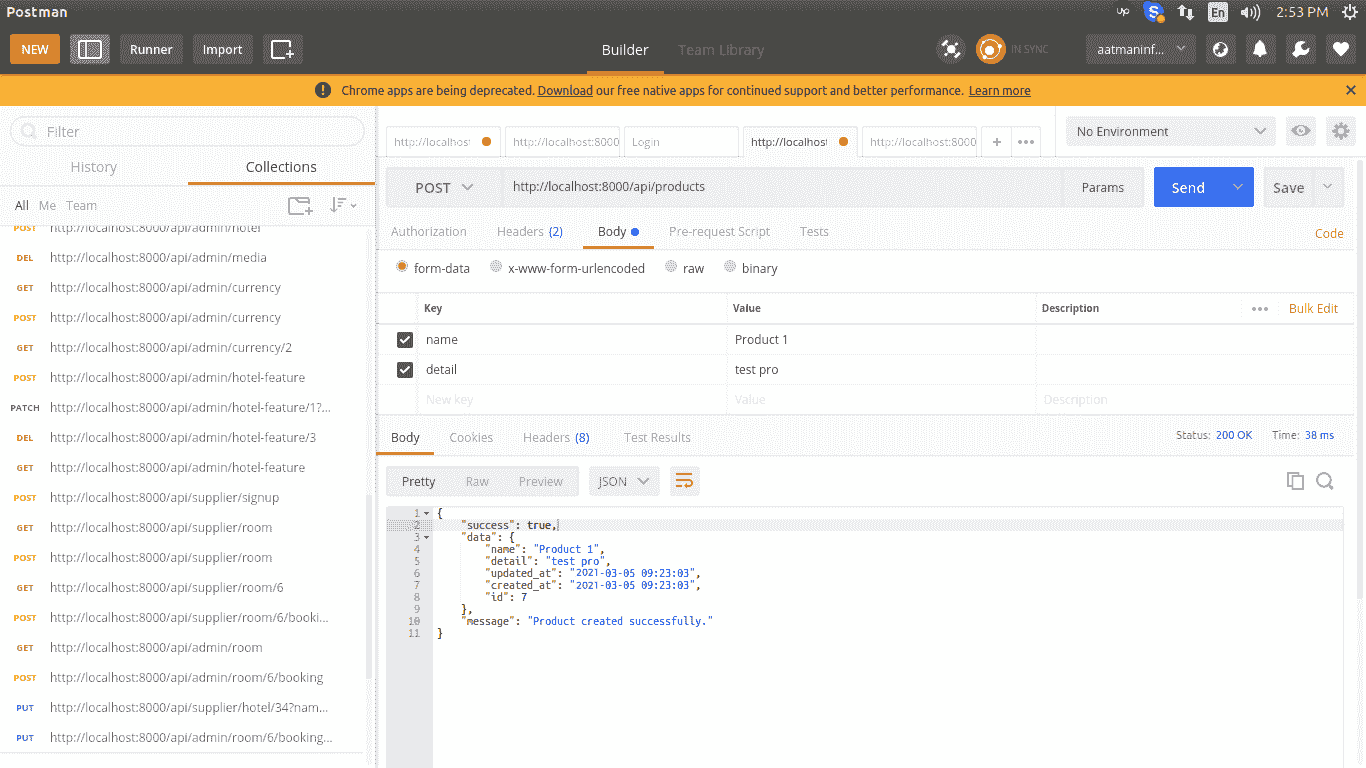 Postman
up En 2:53 PM
NEW Runner Import Builder Team Library IN SYNC aatmaninf...
! Chrome apps are being deprecated. Download our free native apps for continued support and better performance. Learn more
Filter
History Collections
All Me Team
POST http://localhost:8000/api/admin/hotel
DEL http://localhost:8000/api/admin/media
GET http://localhost:8000/api/admin/currency
POST http://localhost:8000/api/admin/currency
GET http://localhost:8000/api/admin/currency/2
POST http://localhost:8000/api/admin/hotel-feature
PATCH http://localhost:8000/api/admin/hotel-feature/1?...
DEL http://localhost:8000/api/admin/hotel-feature/3
GET http://localhost:8000/api/admin/hotel-feature
POST http://localhost:8000/api/supplier/signup
GET http://localhost:8000/api/supplier/room
POST http://localhost:8000/api/supplier/room
GET http://localhost:8000/api/supplier/room/6
POST http://localhost:8000/api/supplier/room/6/booki...
GET http://localhost:8000/api/admin/room
POST http://localhost:8000/api/admin/room/6/booking
PUT http://localhost:8000/api/supplier/hotel/34?nam...
PUT http://localhost:8000/api/admin/room/6/booking...
http://localhost http://localhost:8000 Login http://localhost http://localhost:8000 + ••• No Environment
POST http://localhost:8000/api/products Params Send Save
Authorization Headers (2) Body Pre-request Script Tests Code
form-data x-www-form-urlencoded raw binary
Key Value Description ••• Bulk Edit
name Product 1
detail test pro
New key Value Description
Body Cookies Headers (8) Test Results Status: 200 OK Time: 38 ms
Pretty Raw Preview JSON
1 {
2 "success": true,
3 "data": {
4 "name": "Product 1",
5 "detail": "test pro",
6 "updated_at": "2021-03-05 09:23:03",
7 "created_at": "2021-03-05 09:23:03",
8 "id": 7
9 },
10 "message": "Product created successfully."
11 }